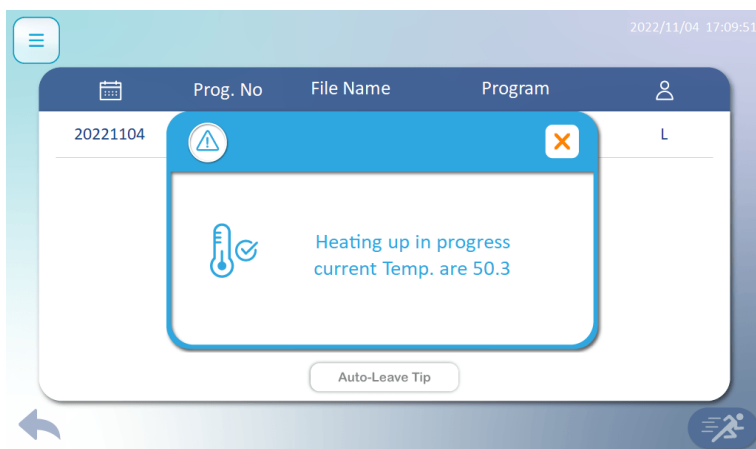 2022/11/04 17:09:51
Prog. No File Name Program
20221104 L
Heating up in progress
current Temp. are 50.3
Auto-Leave Tip